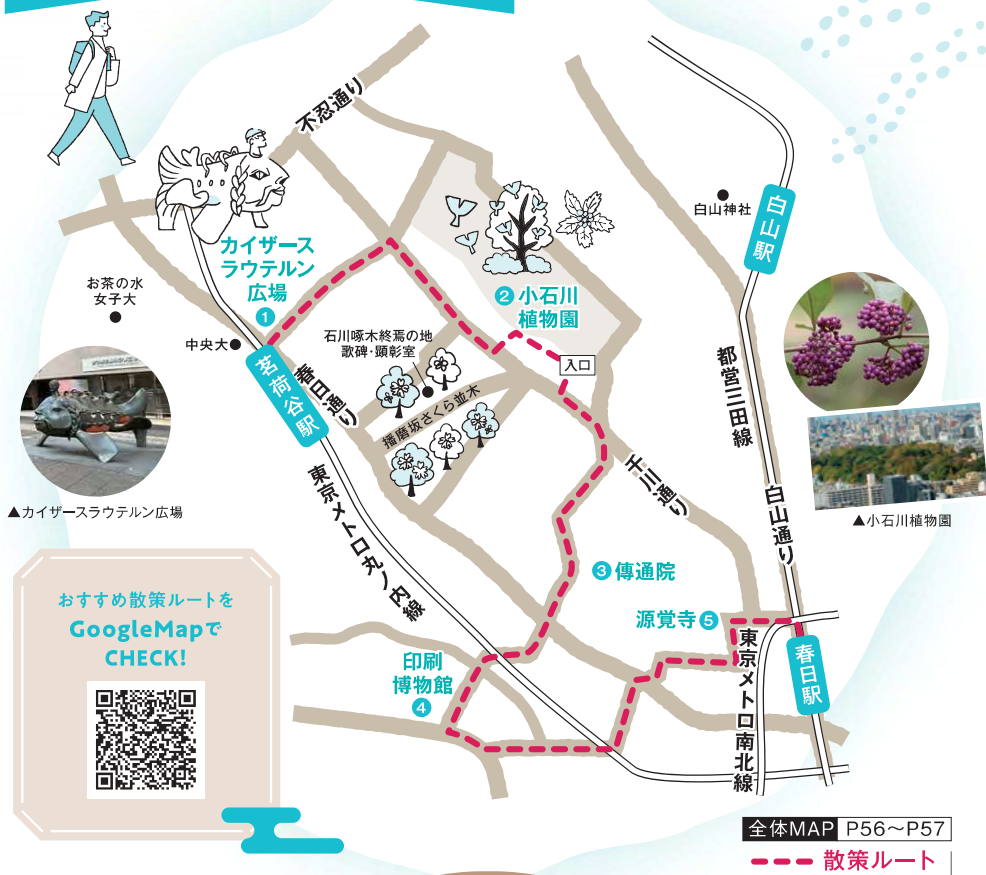 不忍通り
白山神社
白山駅
カイザース
ラウテルン
広場
1
お茶の水
女子大
中央大
2 小石川
植物園
石川啄木終焉の地
歌碑・顕彰室
入口
茗荷谷駅
春日通り
播磨坂さくら並木
都営三田線
千川通り
白山通り
▲カイザースラウテルン広場
▲小石川植物園
東京メトロ丸ノ内線
3 傳通院
源覚寺 5
おすすめ散策ルートを
GoogleMapで
CHECK!
印刷
博物館
4
東京メトロ南北線
春日駅
全体MAP P56〜P57
散策ルート